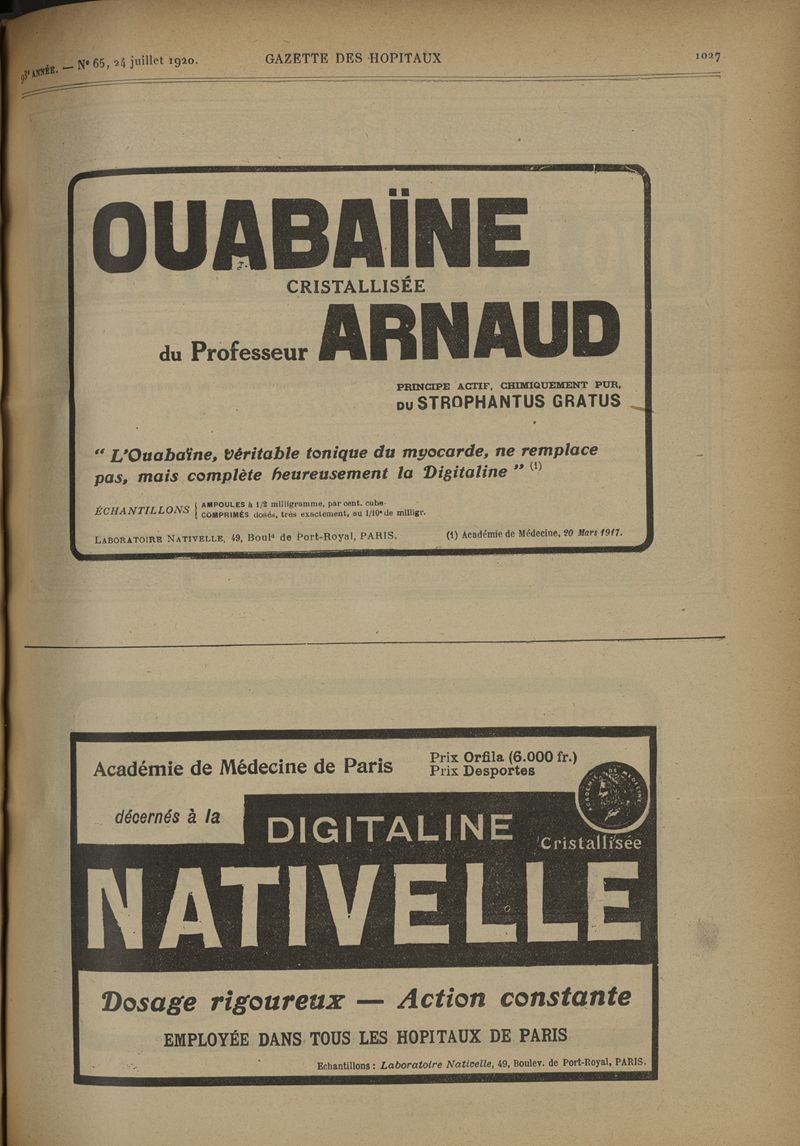 93e ANNÉE. — N° 65, 24 juillet 1920. GAZETTE DES HOPITAUX 1027
OUABAÏNE
CRISTALLISÉE
du Professeur ARNAUD
PRINCIPE ACTIF, CHIMIQUEMENT PUR,
DU STROPHANTUS GRATUS
“ L'Ouabaïne, véritable tonique du myocarde, ne remplace
pas, mais complète heureusement la Digitaline ” (1)
ÉCHANTILLONS { AMPOULES à 1/2 milligramme, par cent. cube.
COMPRIMÉS dosés, très exactement, au 1/10e de milligr.
LABORATOIRE NATIVELLE, 49, Bould de Port-Royal, PARIS. (1) Académie de Médecine, 20 Mars 1917.
Académie de Médecine de Paris
Prix Orfila (6.000 fr.)
Prix Desportes
décernés à la
DIGITALINE
Cristallisée
NATIVELLE
Dosage rigoureux — Action constante
EMPLOYÉE DANS TOUS LES HOPITAUX DE PARIS
Echantillons : Laboratoire Naticelle, 49, Boulev. de Port-Royal, PARIS.